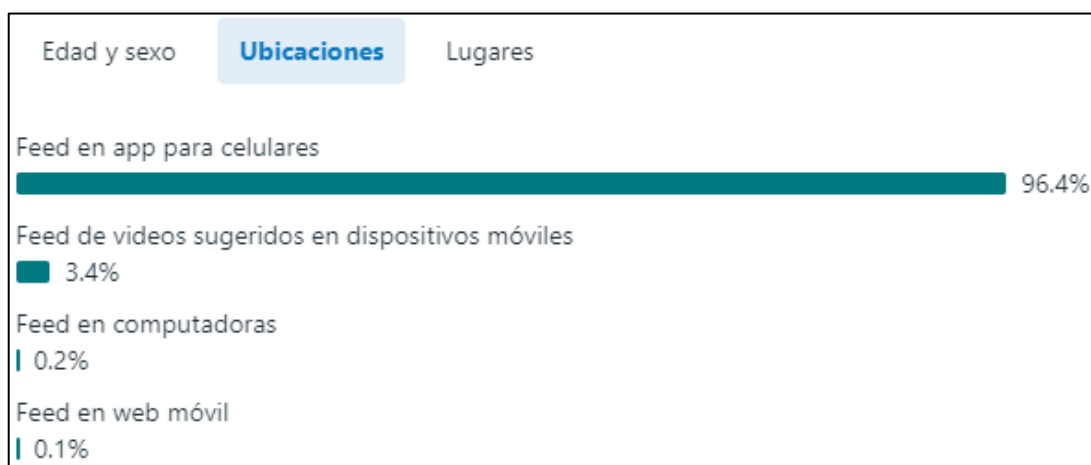 Edad y sexo Ubicaciones Lugares
Feed en app para celulares
96.4%
Feed de videos sugeridos en dispositivos móviles
3.4%
Feed en computadoras
0.2%
Feed en web móvil
0.1%